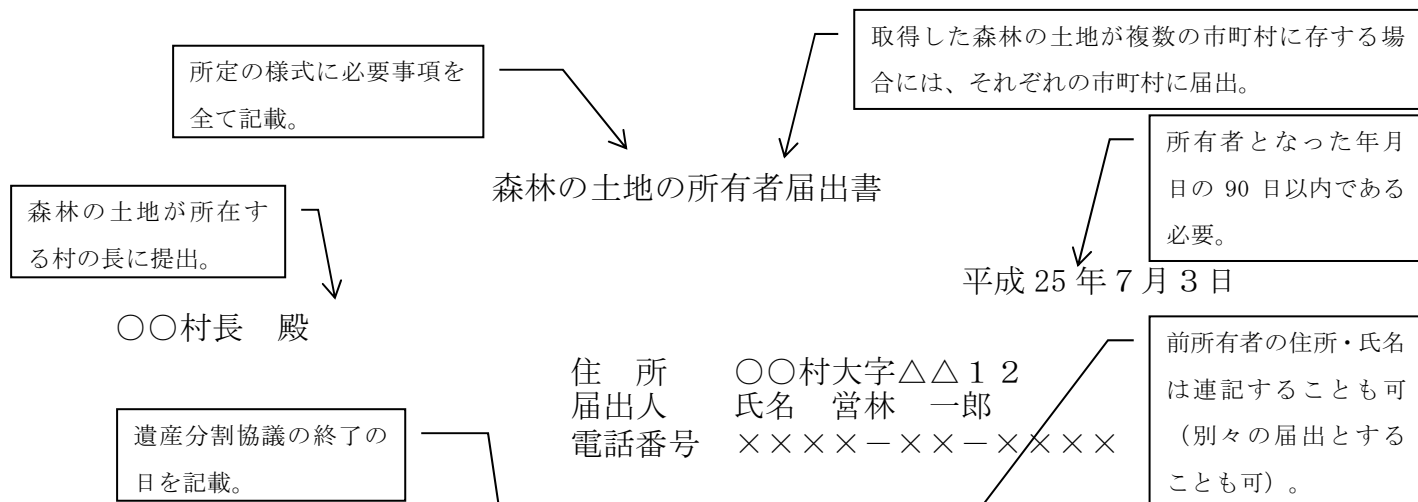 取得した森林の土地が複数の市町村に存する場
合には、それぞれの市町村に届出。
所定の様式に必要事項を
全て記載。
所有者となった年月
日の 90 日以内である
必要。
森林の土地の所有者届出書
森林の土地が所在す
る村の長に提出。
平成 25 年７月３日
○○村長　殿
前所有者の住所・氏名
は連記することも可
（別々の届出とする
ことも可）。
住　所　　○○村大字△△１２
届出人　　氏名　営林　一郎
電話番号　××××－××－××××
遺産分割協議の終了の
日を記載。